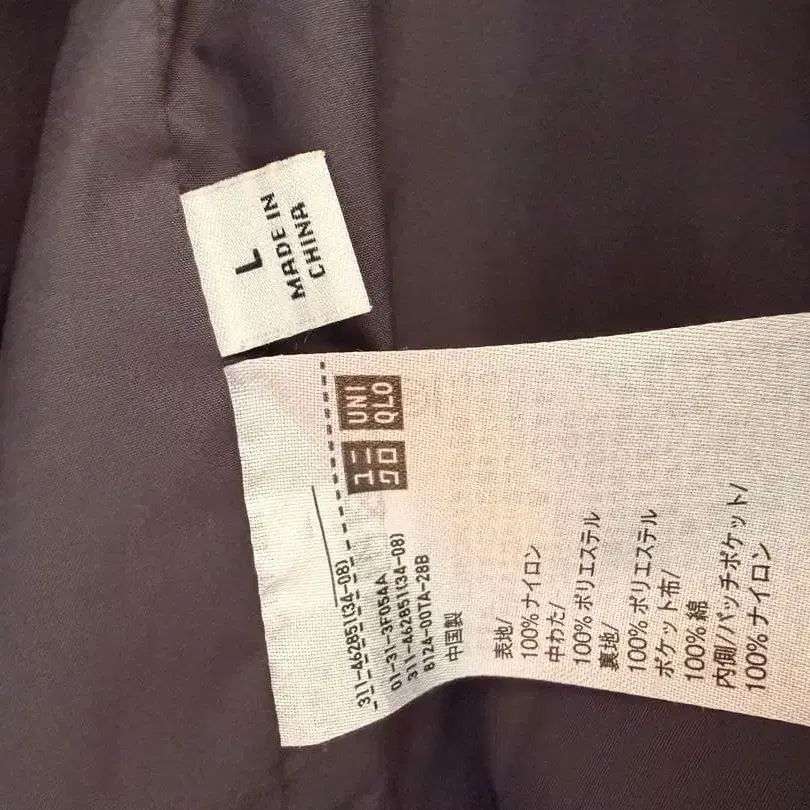 L
MADE IN
CHINA
ユニ
クロ
UNI
QLO
311-462851(34-08)
01-31-3F054A
311-462851(34-08)
8124-00TA-28B
中国製
表地/
100% ナイロン
中わた/
100% ポリエステル
裏地/
100% ポリエステル
ポケット布/
100% 綿
内側/パッチポケット/
100% ナイロン